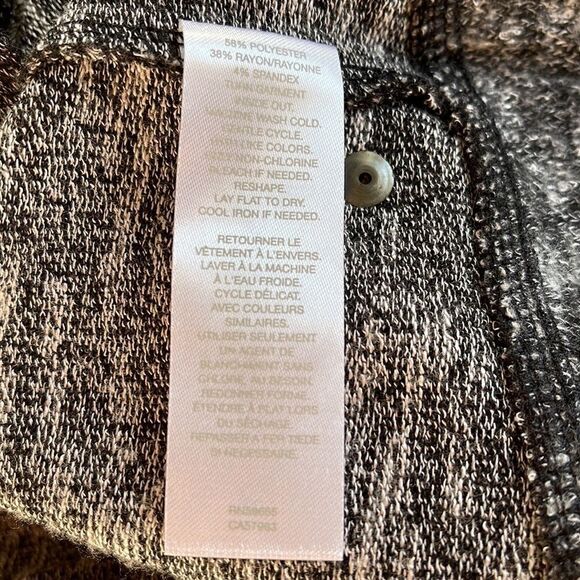 58% POLYESTER
38% RAYON/RAYONNE
4% SPANDEX
TURN GARMENT
INSIDE OUT.
MACHINE WASH COLD.
GENTLE CYCLE.
WITH LIKE COLORS.
ONLY NON-CHLORINE
BLEACH IF NEEDED.
RESHAPE.
LAY FLAT TO DRY.
COOL IRON IF NEEDED.
RETOURNER LE
VÊTEMENT À L'ENVERS.
LAVER À LA MACHINE
À L'EAU FROIDE.
CYCLE DÉLICAT.
AVEC COULEURS
SIMILAIRES.
UTILISER SEULEMENT
UN AGENT DE
BLANCHIMENT SANS
CHLORE AU BESOIN.
REDONNER FORME.
ÉTENDRE À PLAT LORS
DU SÉCHAGE.
REPASSER A FER TIEDE
SI NÉCESSAIRE.